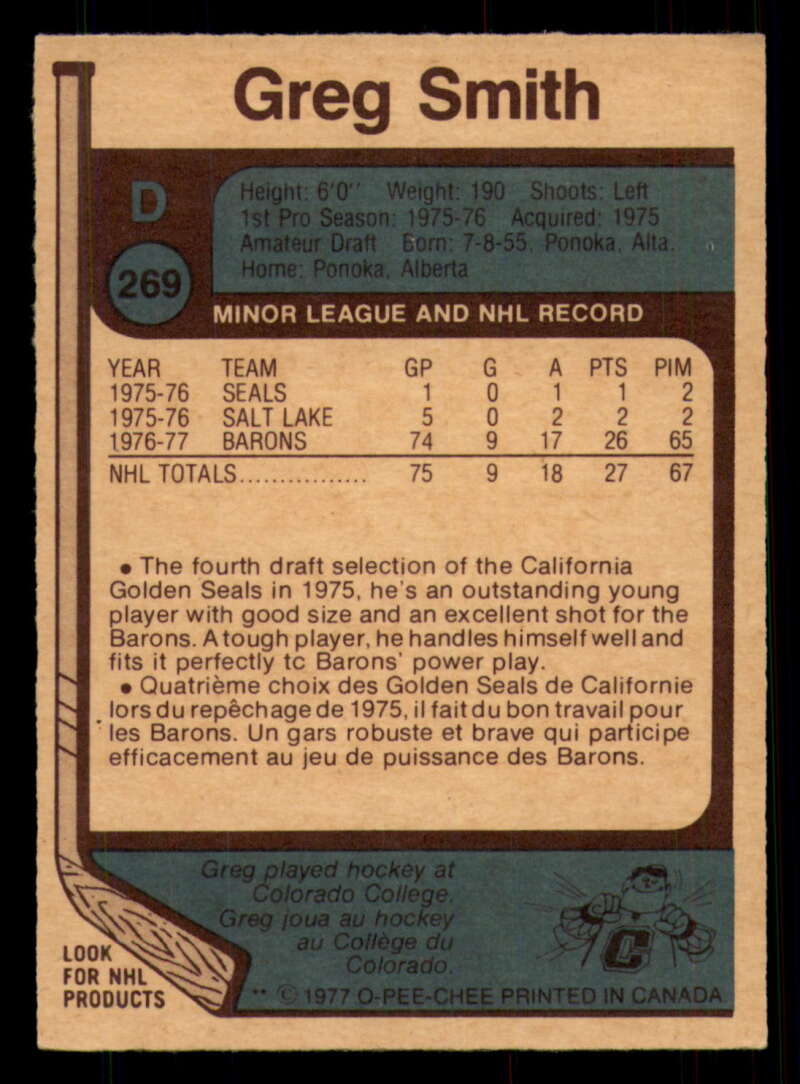 Greg Smith
D
269
Height: 6'0" Weight: 190 Shoots: Left
1st Pro Season: 1975-76 Acquired: 1975
Amateur Draft Born: 7-8-55, Ponoka, Alta.
Home: Ponoka, Alberta
MINOR LEAGUE AND NHL RECORD
YEAR TEAM GP G A PTS PIM
1975-76 SEALS 1 0 1 1 2
1975-76 SALT LAKE 5 0 2 2 2
1976-77 BARONS 74 9 17 26 65
NHL TOTALS................ 75 9 18 27 67
• The fourth draft selection of the California
Golden Seals in 1975, he's an outstanding young
player with good size and an excellent shot for the
Barons. A tough player, he handles himself well and
fits it perfectly tc Barons' power play.
• Quatrième choix des Golden Seals de Californie
lors du repêchage de 1975, il fait du bon travail pour
les Barons. Un gars robuste et brave qui participe
efficacement au jeu de puissance des Barons.
Greg played hockey at
Colorado College.
Greg joua au hockey
au Collège du
Colorado.
C
LOOK
FOR NHL
PRODUCTS
** © 1977 O-PEE-CHEE PRINTED IN CANADA